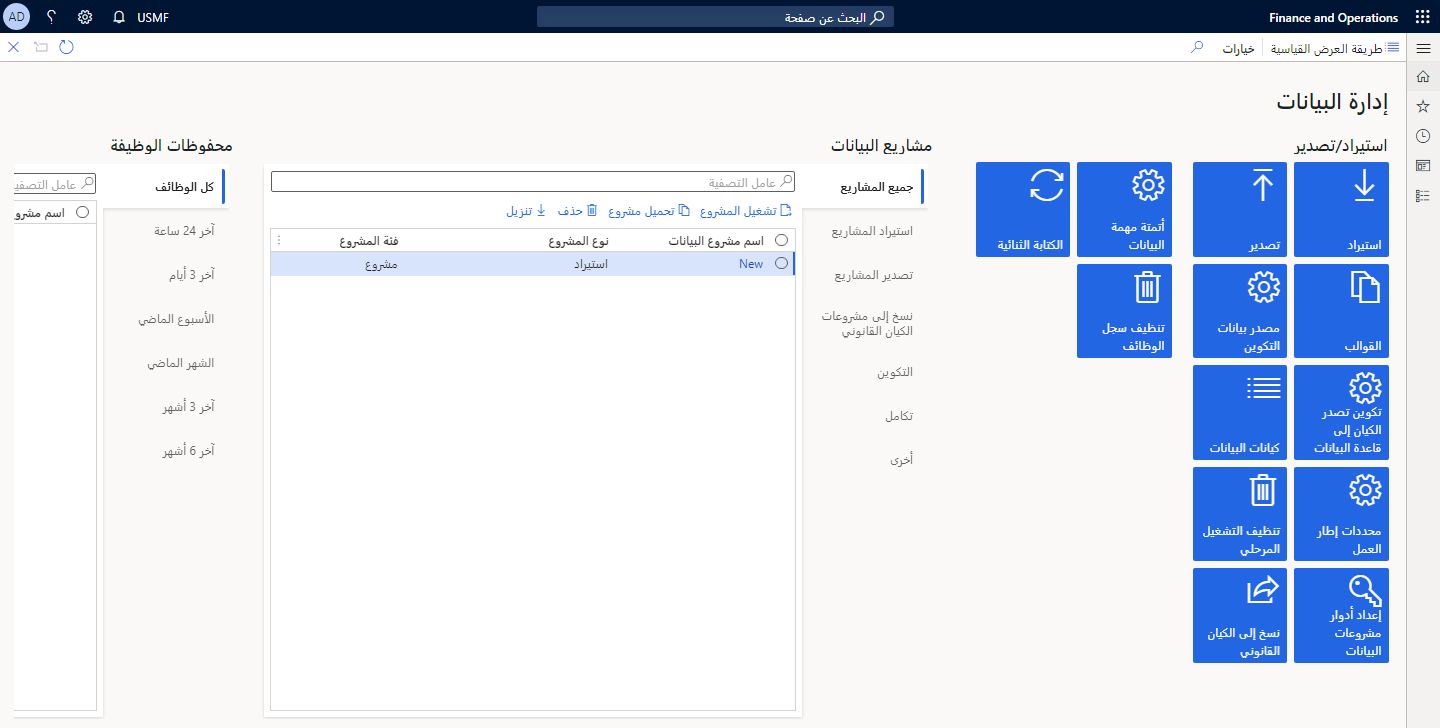 Finance and Operations
البحث عن صفحة
USMF
؟
AD
طريقة العرض القياسية
خيارات
إدارة البيانات
استيراد/تصدير
استيراد
تصدير
أتمتة مهمة
البيانات
الكتابة الثنائية
القوالب
مصدر بيانات
التكوين
تنظيف سجل
الوظائف
تكوين تصدر
الكيان إلى
قاعدة البيانات
كيانات البيانات
محددات إطار
العمل
تنظيف التشغيل
المرحلي
إعداد أدوار
مشروعات
البيانات
نسخ إلى الكيان
القانوني
مشاريع البيانات
جميع المشاريع
استيراد المشاريع
تصدير المشاريع
نسخ إلى مشروعات
الكيان القانوني
التكوين
تكامل
أخرى
عامل التصفية
تشغيل المشروع
تحميل مشروع
حذف
تنزيل
اسم مشروع البيانات
نوع المشروع
فئة المشروع
New
استيراد
مشروع
محفوظات الوظيفة
كل الوظائف
آخر 24 ساعة
آخر 3 أيام
الأسبوع الماضي
الشهر الماضي
آخر 3 أشهر
آخر 6 أشهر
عامل التصفي
اسم مشرو